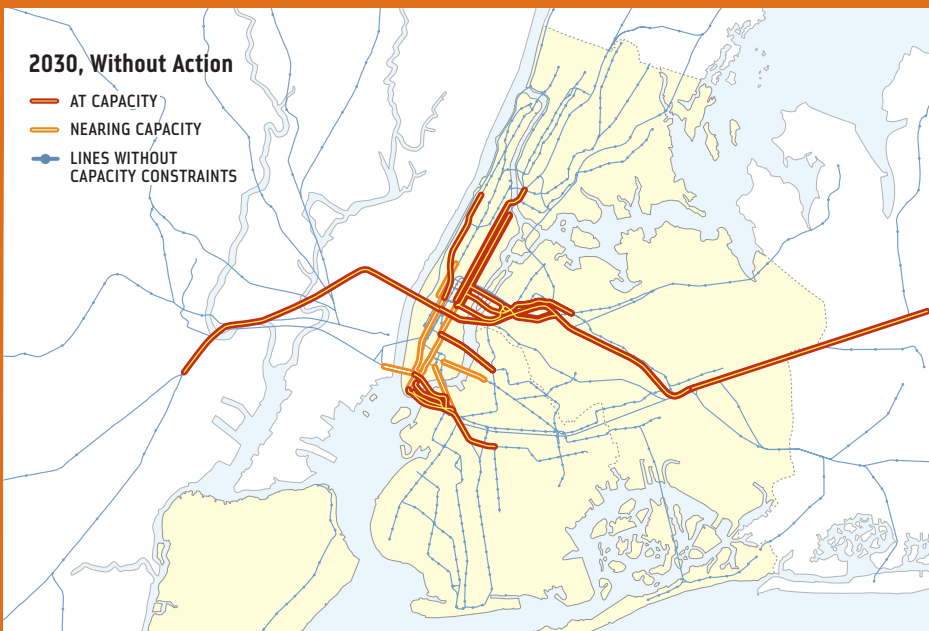 2030, Without Action
AT CAPACITY
NEARING CAPACITY
LINES WITHOUT
CAPACITY CONSTRAINTS